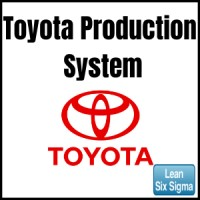 Toyota Production
System
TOYOTA
Lean
Six Sigma